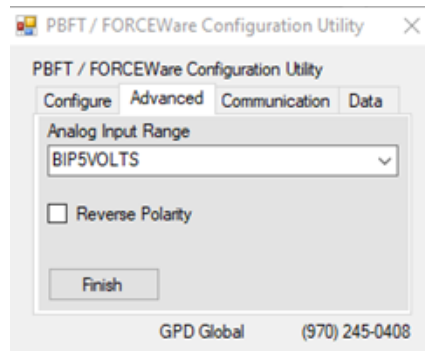 PBFT / FORCEWare Configuration Utility
PBFT / FORCEWare Configuration Utility
Configure Advanced Communication Data
Analog Input Range
BIP5VOLTS
Reverse Polarity
Finish
GPD Global (970) 245-0408